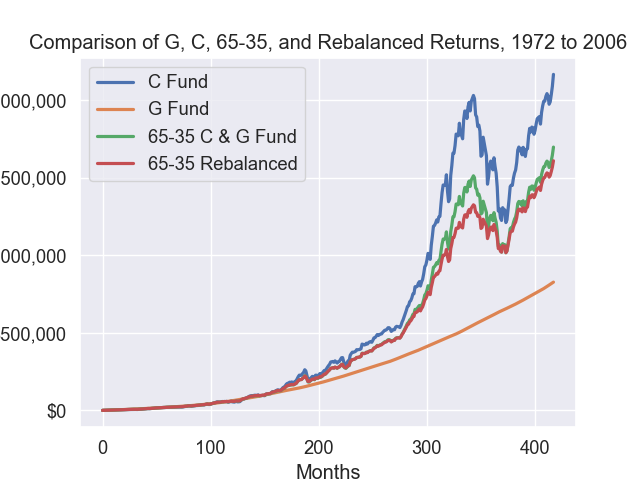 Comparison of G, C, 65-35, and Rebalanced Returns, 1972 to 2006
C Fund
G Fund
65-35 C & G Fund
65-35 Rebalanced
000,000
500,000
000,000
500,000
$0
0
100
200
300
400
Months